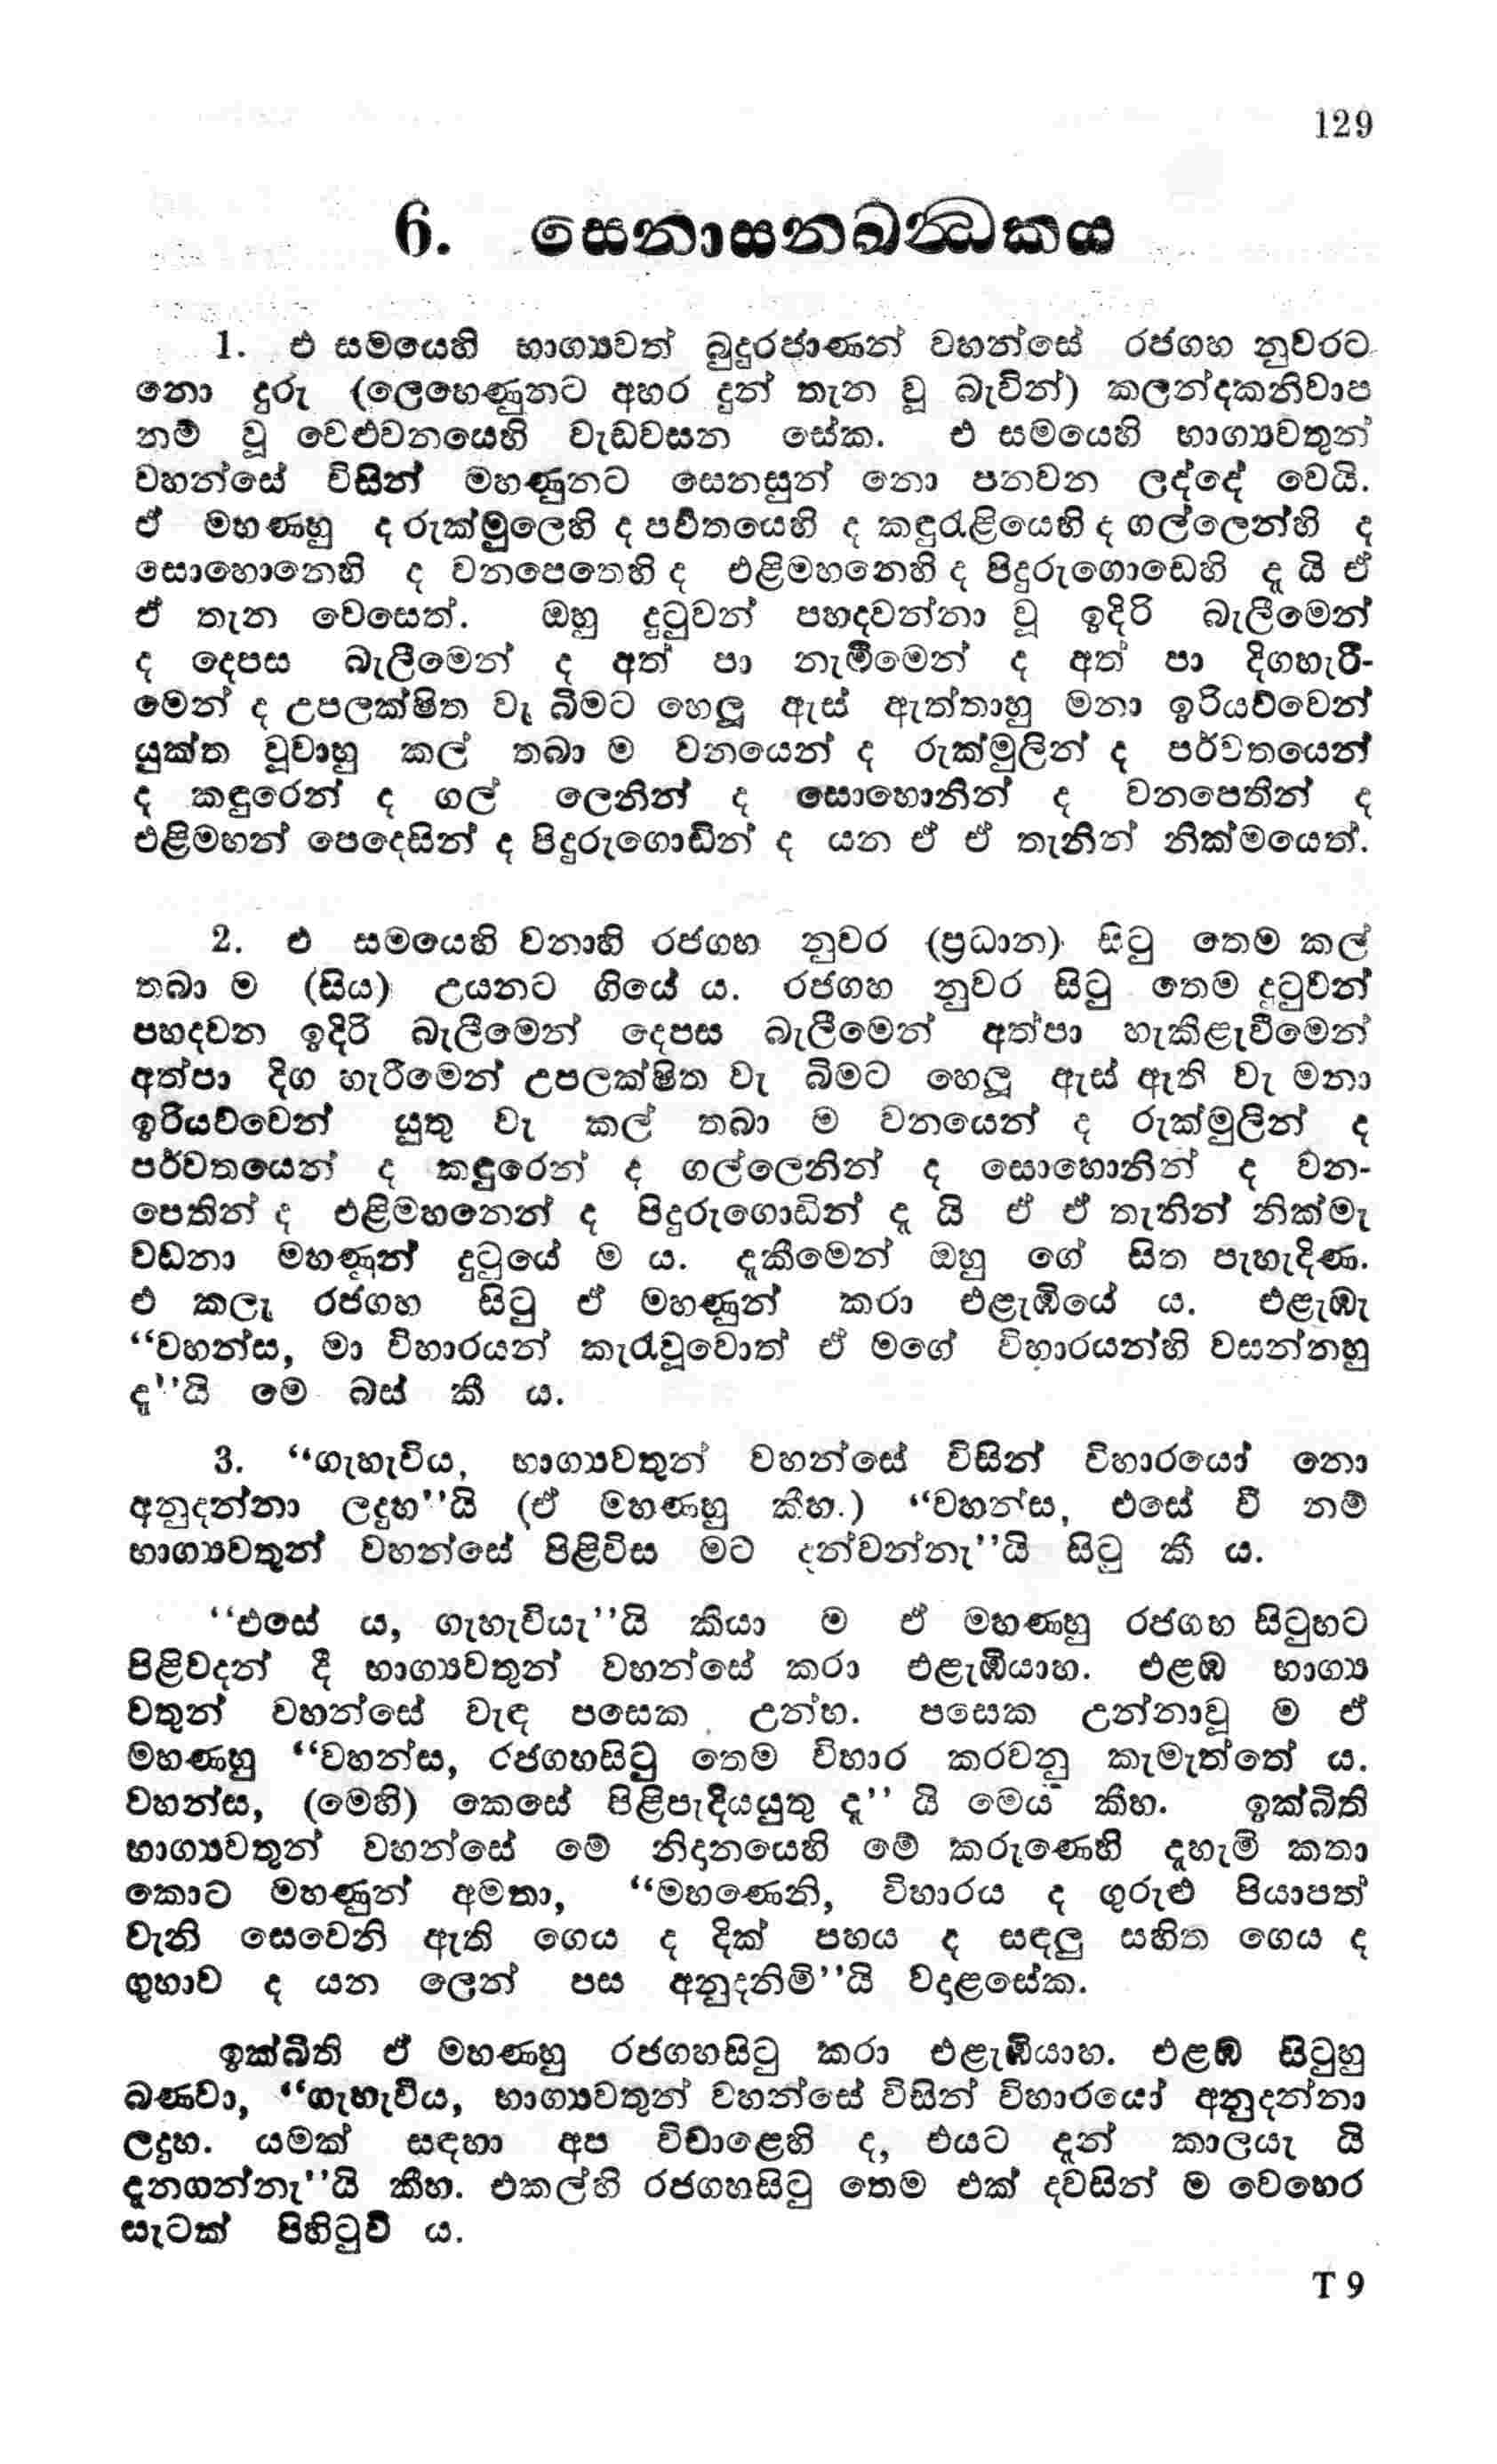 129
6. සෙනාසනඛන්ධකය
1. එ සමයෙහි භාග්‍යවත් බුදුරජාණන් වහන්සේ රජගහ නුවරට
නො දුරු (ලෙහෙණුනට අහර දුන් තැන වූ බැවින්) කලන්දකනිවාප
නම් වූ වෙළුවනයෙහි වැඩවසන සේක. එ සමයෙහි භාග්‍යවතුන්
වහන්සේ විසින් මහණුනට සෙනසුන් නො පනවන ලද්දේ වෙයි.
ඒ මහණහු ද රුක්මුලෙහි ද පර්වතයෙහි ද කඳුරැළියෙහි ද ගල්ලෙන්හි ද
සොහොනෙහි ද වනපෙතෙහි ද එළිමහනෙහි ද පිදුරුගොඩෙහි දැ යි ඒ
ඒ තැන වෙසෙත්. ඔහු දුටුවන් පහදවන්නා වූ ඉදිරි බැලීමෙන්
ද දෙපස බැලීමෙන් ද අත් පා නැමීමෙන් ද අත් පා දිගහැරී-
මෙන් ද උපලක්ෂිත වැ බිමට හෙලූ ඇස් ඇත්තාහු මනා ඉරියව්වෙන්
යුක්ත වූවාහු කල් තබා ම වනයෙන් ද රුක්මුලින් ද පර්වතයෙන්
ද කඳුරෙන් ද ගල් ලෙනින් ද සොහොනින් ද වනපෙතින් ද
එළිමහන් පෙදෙසින් ද පිදුරුගොඩින් ද යන ඒ ඒ තැනින් නික්මයෙත්.
2. එ සමයෙහි වනාහි රජගහ නුවර (ප්‍රධාන) සිටු තෙම කල්
තබා ම (සිය) උයනට ගියේ ය. රජගහ නුවර සිටු තෙම දුටුවන්
පහදවන ඉදිරි බැලීමෙන් දෙපස බැලීමෙන් අත්පා හැකිළැවීමෙන්
අත්පා දිග හැරීමෙන් උපලක්ෂිත වැ බිමට හෙලූ ඇස් ඇති වැ මනා
ඉරියව්වෙන් යුතු වැ කල් තබා ම වනයෙන් ද රුක්මුලින් ද
පර්වතයෙන් ද කඳුරෙන් ද ගල්ලෙනින් ද සොහොනින් ද වන-
පෙතින් ද එළිමහනෙන් ද පිදුරුගොඩින් දැ යි ඒ ඒ තැනින් නික්මැ
වඩනා මහණුන් දුටුයේ ම ය. දැකීමෙන් ඔහු ගේ සිත පැහැදිණ.
එ කලැ රජගහ සිටු ඒ මහණුන් කරා එළැඹියේ ය. එළැඹැ
“වහන්ස, මා විහාරයන් කැරැවූවොත් ඒ මගේ විහාරයන්හි වසන්නහු
දැ”යි මෙ බස් කී ය.
3. “ගැහැවිය, භාග්‍යවතුන් වහන්සේ විසින් විහාරයෝ නො
අනුදන්නා ලදුහ”යි (ඒ මහණහු කීහ.) “වහන්ස, එසේ වී නම්
භාග්‍යවතුන් වහන්සේ පිළිවිස මට දන්වන්නැ”යි සිටු කී ය.
“එසේ ය, ගැහැවියැ”යි කියා ම ඒ මහණහු රජගහ සිටුහට
පිළිවදන් දී භාග්‍යවතුන් වහන්සේ කරා එළැඹියාහ. එළඹ භාග්‍ය
වතුන් වහන්සේ වැඳ පසෙක උන්හ. පසෙක උන්නාවූ ම ඒ
මහණහු “වහන්ස, රජගහසිටු තෙම විහාර කරවනු කැමැත්තේ ය.
වහන්ස, (මෙහි) කෙසේ පිළිපැදියයුතු දැ” යි මෙය කීහ. ඉක්බිති
භාග්‍යවතුන් වහන්සේ මේ නිදානයෙහි මේ කරුණෙහි දැහැමි කතා
කොට මහණුන් අමතා, “මහණෙනි, විහාරය ද ගුරුළු පියාපත්
වැනි සෙවෙනි ඇති ගෙය ද දික් පහය ද සඳලු සහිත ගෙය ද
ගුහාව ද යන ලෙන් පස අනුදනිමි”යි වදාළසේක.
ඉක්බිති ඒ මහණහු රජගහසිටු කරා එළැඹියාහ. එළඹ සිටුහු
බණවා, “ගැහැවිය, භාග්‍යවතුන් වහන්සේ විසින් විහාරයෝ අනුදන්නා
ලදුහ. යමක් සඳහා අප විචාළෙහි ද, එයට දැන් කාලයැ යි
දැනගන්නැ”යි කීහ. එකල්හි රජගහසිටු තෙම එක් දවසින් ම වෙහෙර
සැටක් පිහිටුවී ය.
T 9